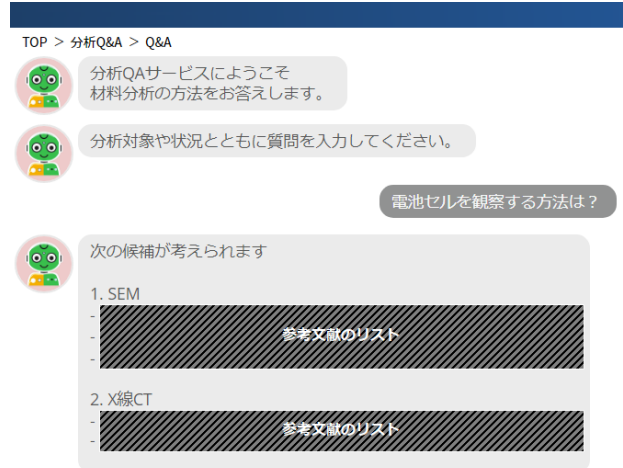 TOP > 分析Q&A > Q&A
分析QAサービスにようこそ
材料分析の方法をお答えします。
分析対象や状況とともに質問を入力してください。
電池セルを観察する方法は？
次の候補が考えられます
1. SEM
-
- 参考文献のリスト
-
2. X線CT
- 参考文献のリスト
-